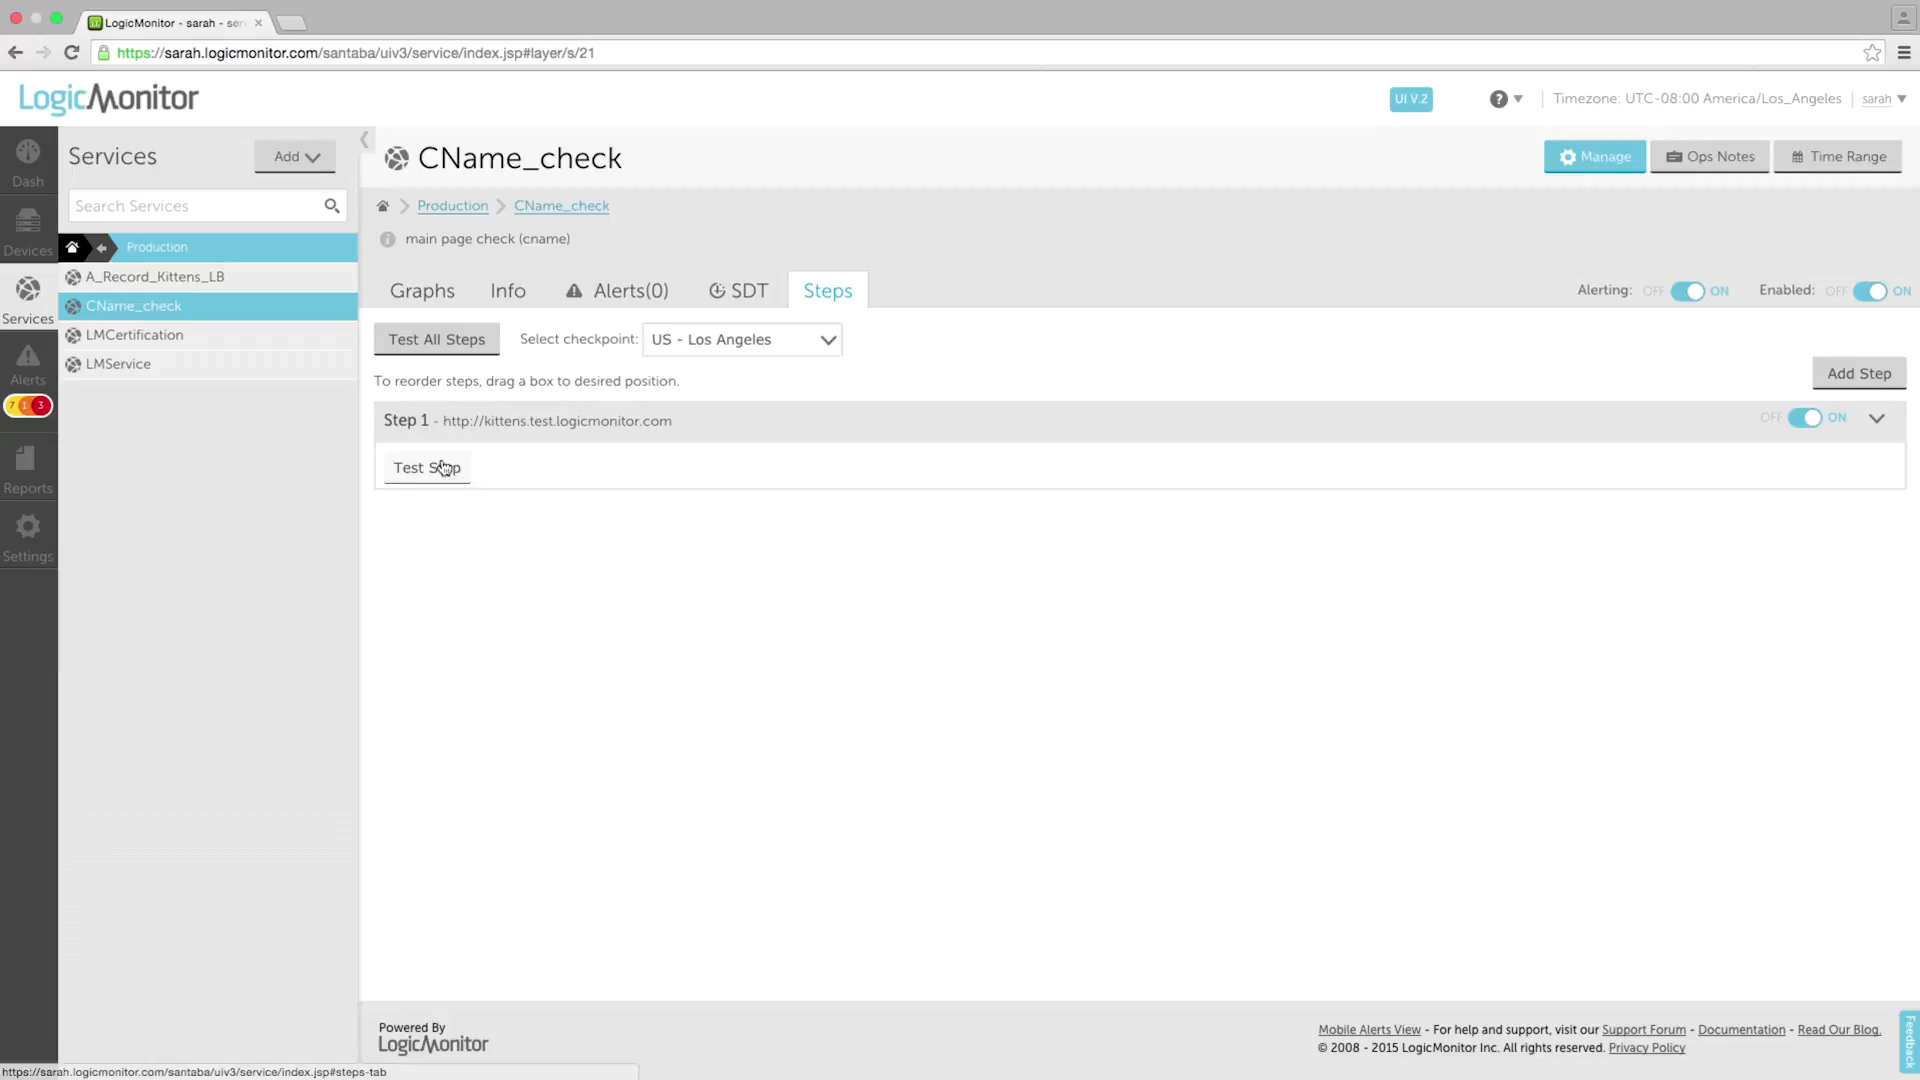 LogicMonitor - sarah - ser
https://sarah.logicmonitor.com/santaba/uiv3/service/index.jsp#layer/s/21
LogicMonitor
UI V.2
? Timezone: UTC-08:00 America/Los_Angeles
sarah
Dash
Devices
Services
Alerts
7 1 3
Reports
Settings
Services
Add
Search Services
Production
A_Record_Kittens_LB
CName_check
LMCertification
LMService
CName_check
Manage
Ops Notes
Time Range
Production
CName_check
main page check (cname)
Graphs
Info
Alerts(0)
SDT
Steps
Alerting: OFF ON
Enabled: OFF ON
Test All Steps
Select checkpoint: US - Los Angeles
To reorder steps, drag a box to desired position.
Add Step
Step 1 - http://kittens.test.logicmonitor.com
OFF ON
Test Step
Powered By
LogicMonitor
Mobile Alerts View - For help and support, visit our Support Forum - Documentation - Read Our Blog.
© 2008 - 2015 LogicMonitor Inc. All rights reserved. Privacy Policy
Feedback
https://sarah.logicmonitor.com/santaba/uiv3/service/index.jsp#steps-tab